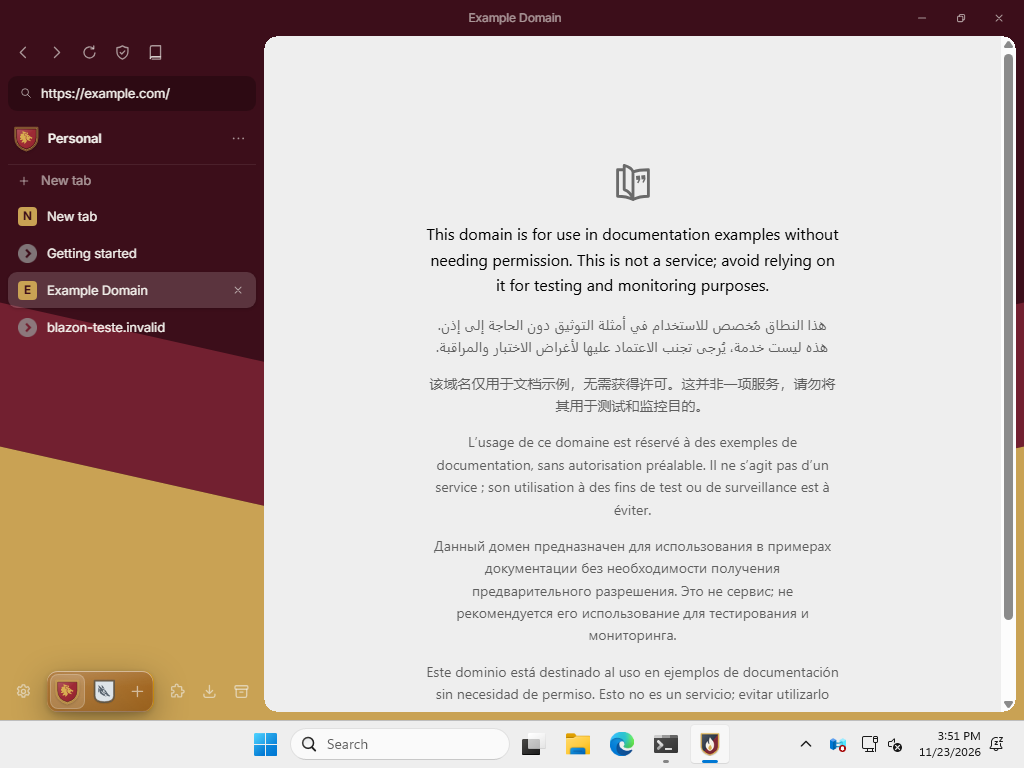 Example Domain
https://example.com/
Personal
New tab
N New tab
Getting started
E Example Domain
blazon-teste.invalid
This domain is for use in documentation examples without
needing permission. This is not a service; avoid relying on
it for testing and monitoring purposes.
هذا النطاق مُخصص للاستخدام في أمثلة التوثيق دون الحاجة إلى إذن.
هذه ليست خدمة، يُرجى تجنب الاعتماد عليها لأغراض الاختبار والمراقبة.
该域名仅用于文档示例，无需获得许可。这并非一项服务，请勿将
其用于测试和监控目的。
L’usage de ce domaine est réservé à des exemples de
documentation, sans autorisation préalable. Il ne s’agit pas d’un
service ; son utilisation à des fins de test ou de surveillance est à
éviter.
Данный домен предназначен для использования в примерах
документации без необходимости получения
предварительного разрешения. Это не сервис; не
рекомендуется его использование для тестирования и
мониторинга.
Este dominio está destinado al uso en ejemplos de documentación
sin necesidad de permiso. Esto no es un servicio; evitar utilizarlo
Search
3:51 PM
11/23/2026